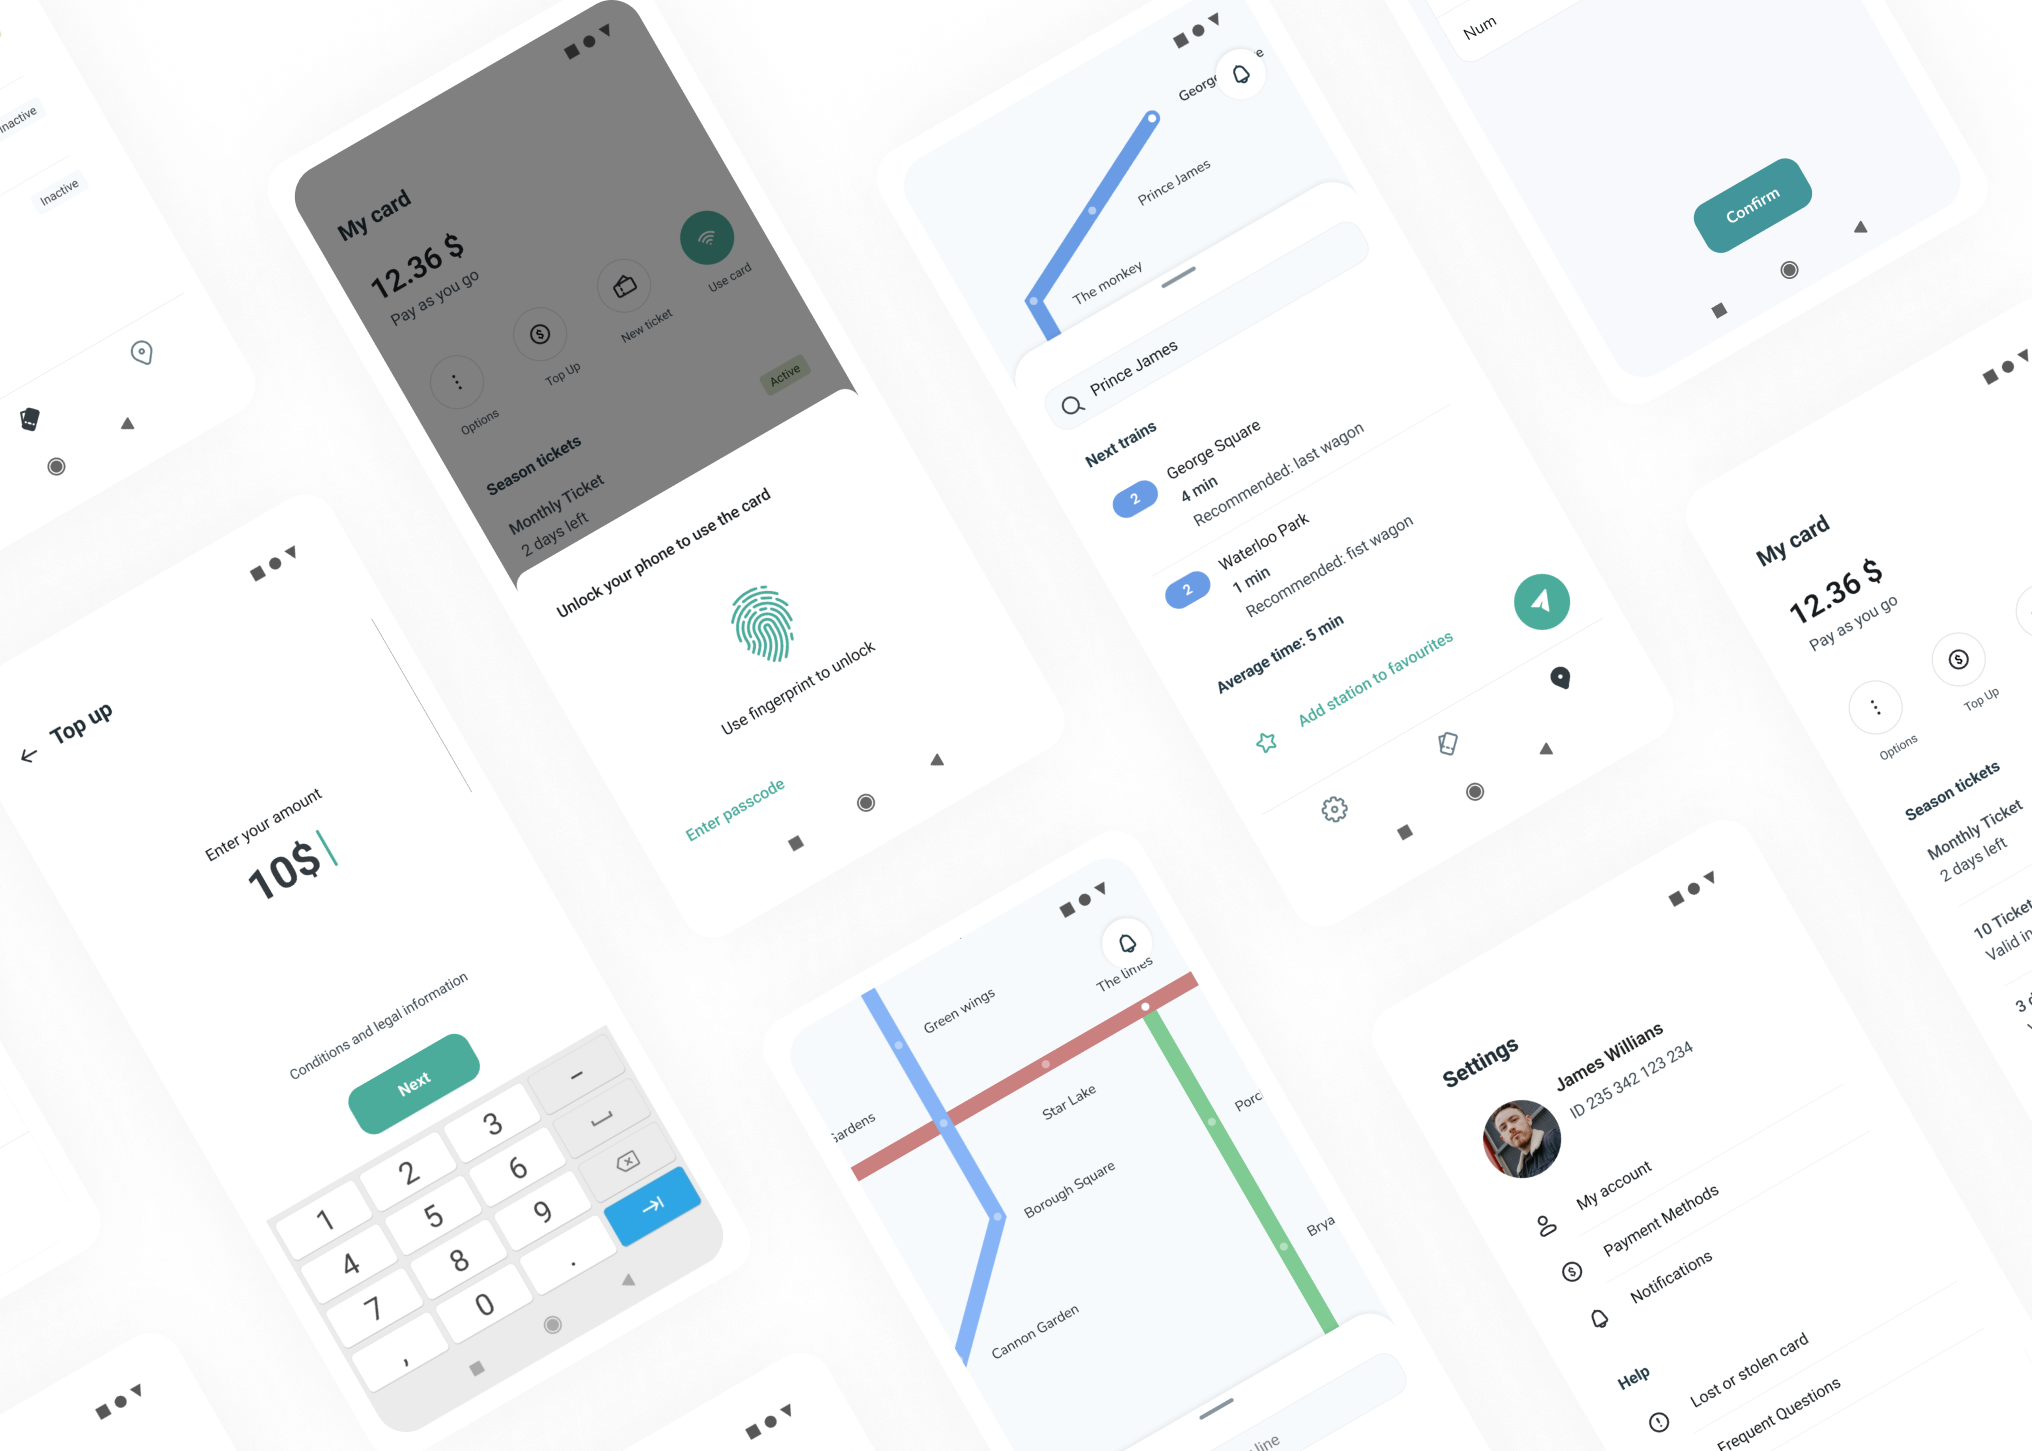 Inactive
Inactive
My card
12.36 $
Pay as you go
Options
Top Up
New ticket
Use card
Season tickets
Active
Monthly Ticket
2 days left
Unlock your phone to use the card
Use fingerprint to unlock
Enter passcode
Prince James
The monkey
Prince James
Next trains
2
George Square
4 min
Recommended: last wagon
2
Waterloo Park
1 min
Recommended: fist wagon
Average time: 5 min
Add station to favourites
Num
Confirm
Top up
Enter your amount
10$
Conditions and legal information
Next
1 2 3 –
4 5 6
7 8 9
, 0 .
Green wings
The limes
Star Lake
Borough Square
Cannon Garden
line
My card
12.36 $
Pay as you go
Options
Top Up
Season tickets
Monthly Ticket
2 days left
10 Ticket
Valid in
3
Settings
James Willians
ID 235 342 123 234
My account
Payment Methods
Notifications
Help
Lost or stolen card
Frequent Questions